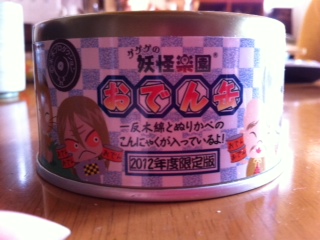 ゲゲゲの
妖怪楽園
おでん缶
一反木綿とぬりかべの
こんにゃくが入っているよ!
2012年度限定版